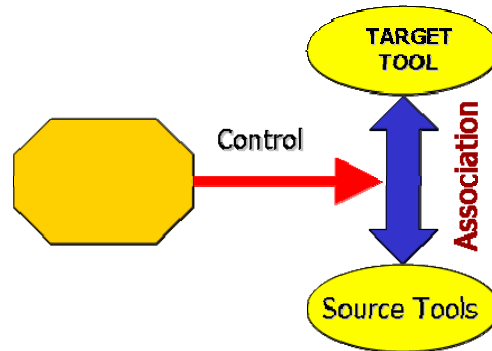 TARGET
TOOL
Control
Association
Source Tools